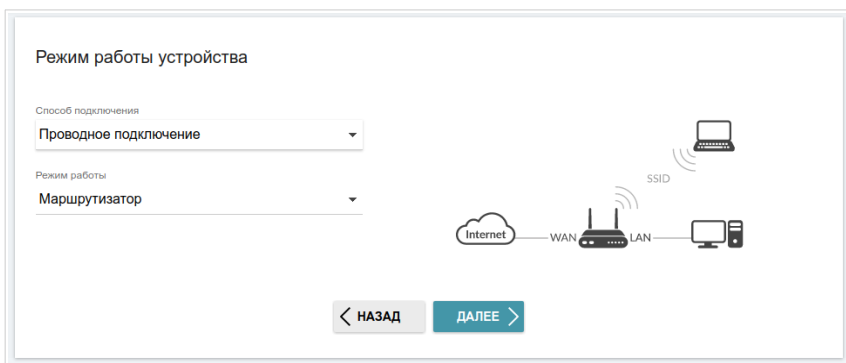 Режим работы устройства
Способ подключения
Проводное подключение
Режим работы
Маршрутизатор
SSID
Internet
WAN
LAN
НАЗАД
ДАЛЕЕ